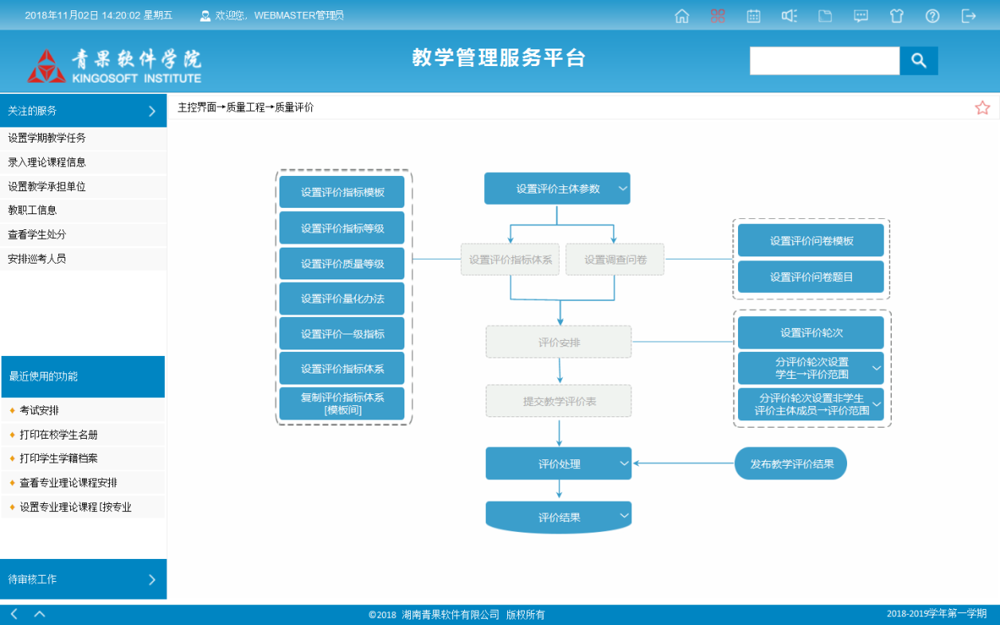 2018年11月02日 14:20:02 星期五
欢迎您，WEBMASTER管理员
青果软件学院
KINGOSOFT INSTITUTE
教学管理服务平台
关注的服务
设置学期教学任务
录入理论课程信息
设置教学承担单位
教职工信息
查看学生处分
安排巡考人员
最近使用的功能
考试安排
打印在校学生名册
打印学生学籍档案
查看专业理论课程安排
设置专业理论课程[按专业
待审核工作
主控界面→质量工程→质量评价
设置评价指标模板
设置评价指标等级
设置评价质量等级
设置评价量化办法
设置评价一级指标
设置评价指标体系
复制评价指标体系
[模板间]
设置评价主体参数
设置评价指标体系
设置调查问卷
评价安排
提交教学评价表
评价处理
评价结果
设置评价问卷模板
设置评价问卷题目
设置评价轮次
分评价轮次设置
学生→评价范围
分评价轮次设置非学生
评价主体成员→评价范围
发布教学评价结果
©2018 湖南青果软件有限公司 版权所有
2018-2019学年第一学期